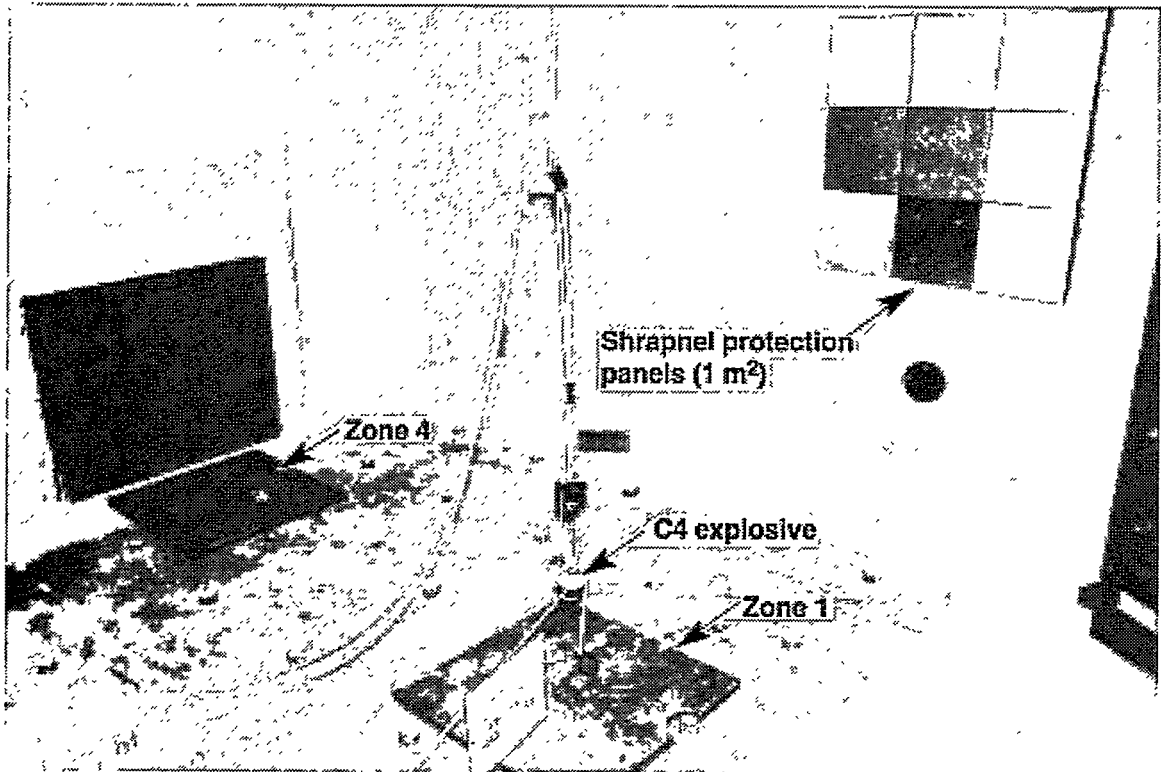 Shrapnel protection
panels (1 m²)
Zone 4
C4 explosive
Zone 1